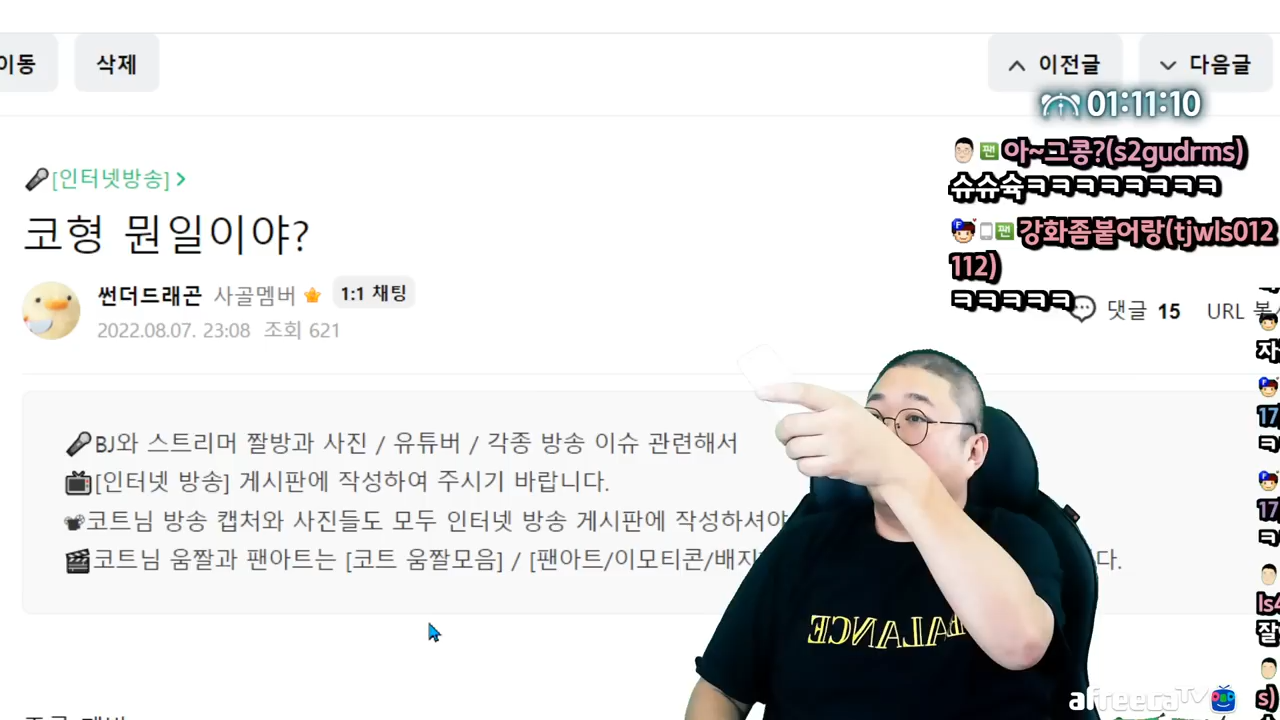 이동
삭제
이전글
다음글
01:11:10
[인터넷방송]
코형 뭔일이야?
썬더드래곤 사골멤버 1:1 채팅
2022.08.07. 23:08 조회 621
팬 아~그콩?(s2gudrms)
슈슈슉ㅋㅋㅋㅋㅋㅋㅋㅋ
팬 강화좀붙어랑(tjwls012
112)
ㅋㅋㅋㅋㅋ
댓글 15
URL
BJ와 스트리머 짤방과 사진 / 유튜버 / 각종 방송 이슈 관련해서
[인터넷 방송] 게시판에 작성하여 주시기 바랍니다.
코트님 방송 캡처와 사진들도 모두 인터넷 방송 게시판에 작성하셔야
코트님 움짤과 팬아트는 [코트 움짤모음] / [팬아트/이모티콘/배지
다.
BALANCE
자
17
ㅋ
17
ㅋ
ls4
잘
s)
afreecaTV